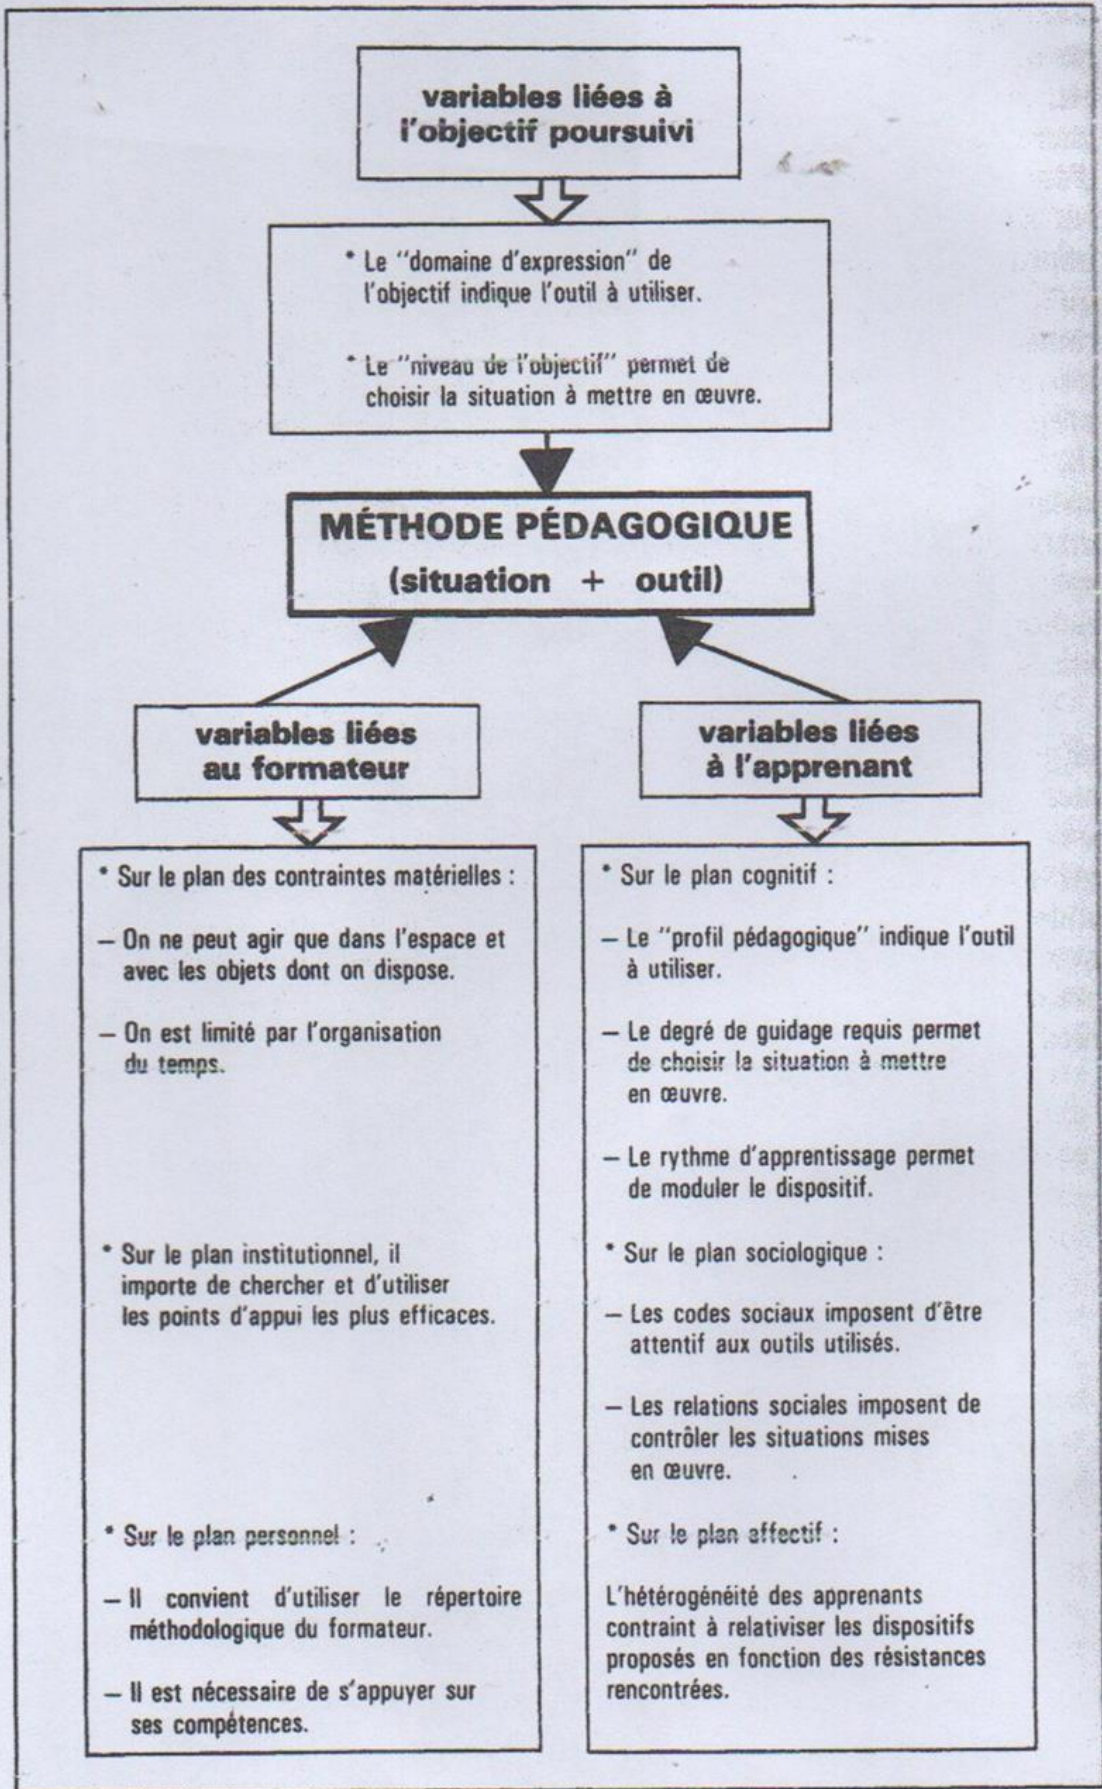 variables liées à
l'objectif poursuivi
* Le "domaine d'expression" de
l'objectif indique l'outil à utiliser.
* Le "niveau de l'objectif" permet de
choisir la situation à mettre en œuvre.
MÉTHODE PÉDAGOGIQUE
(situation + outil)
variables liées
au formateur
* Sur le plan des contraintes matérielles :
– On ne peut agir que dans l'espace et
avec les objets dont on dispose.
– On est limité par l'organisation
du temps.
* Sur le plan institutionnel, il
importe de chercher et d'utiliser
les points d'appui les plus efficaces.
* Sur le plan personnel :
– Il convient d'utiliser le répertoire
méthodologique du formateur.
– Il est nécessaire de s'appuyer sur
ses compétences.
variables liées
à l'apprenant
* Sur le plan cognitif :
– Le "profil pédagogique" indique l'outil
à utiliser.
– Le degré de guidage requis permet
de choisir la situation à mettre
en œuvre.
– Le rythme d'apprentissage permet
de moduler le dispositif.
* Sur le plan sociologique :
– Les codes sociaux imposent d'être
attentif aux outils utilisés.
– Les relations sociales imposent de
contrôler les situations mises
en œuvre.
* Sur le plan affectif :
L'hétérogénéité des apprenants
contraint à relativiser les dispositifs
proposés en fonction des résistances
rencontrées.